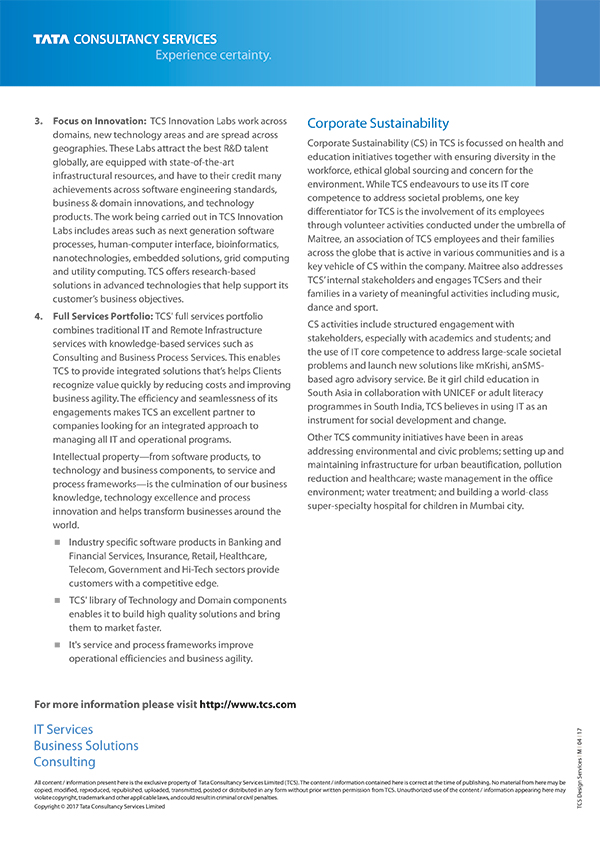 TATA CONSULTANCY SERVICES
Experience certainty.
3. Focus on Innovation: TCS Innovation Labs work across
domains, new technology areas and are spread across
geographies. These Labs attract the best R&D talent
globally, are equipped with state-of-the-art
infrastructural resources, and have to their credit many
achievements across software engineering standards,
business & domain innovations, and technology
products. The work being carried out in TCS Innovation
Labs includes areas such as next generation software
processes, human-computer interface, bioinformatics,
nanotechnologies, embedded solutions, grid computing
and utility computing. TCS offers research-based
solutions in advanced technologies that help support its
customer's business objectives.
4. Full Services Portfolio: TCS' full services portfolio
combines traditional IT and Remote Infrastructure
services with knowledge-based services such as
Consulting and Business Process Services. This enables
TCS to provide integrated solutions that's helps Clients
recognize value quickly by reducing costs and improving
business agility. The efficiency and seamlessness of its
engagements makes TCS an excellent partner to
companies looking for an integrated approach to
managing all IT and operational programs.
Intellectual property—from software products, to
technology and business components, to service and
process frameworks—is the culmination of our business
knowledge, technology excellence and process
innovation and helps transform businesses around the
world.
■ Industry specific software products in Banking and
Financial Services, Insurance, Retail, Healthcare,
Telecom, Government and Hi-Tech sectors provide
customers with a competitive edge.
■ TCS' library of Technology and Domain components
enables it to build high quality solutions and bring
them to market faster.
■ It's service and process frameworks improve
operational efficiencies and business agility.
Corporate Sustainability
Corporate Sustainability (CS) in TCS is focussed on health and
education initiatives together with ensuring diversity in the
workforce, ethical global sourcing and concern for the
environment. While TCS endeavours to use its IT core
competence to address societal problems, one key
differentiator for TCS is the involvement of its employees
through volunteer activities conducted under the umbrella of
Maitree, an association of TCS employees and their families
across the globe that is active in various communities and is a
key vehicle of CS within the company. Maitree also addresses
TCS' internal stakeholders and engages TCSers and their
families in a variety of meaningful activities including music,
dance and sport.
CS activities include structured engagement with
stakeholders, especially with academics and students; and
the use of IT core competence to address large-scale societal
problems and launch new solutions like mKrishi, anSMS-
based agro advisory service. Be it girl child education in
South Asia in collaboration with UNICEF or adult literacy
programmes in South India, TCS believes in using IT as an
instrument for social development and change.
Other TCS community initiatives have been in areas
addressing environmental and civic problems; setting up and
maintaining infrastructure for urban beautification, pollution
reduction and healthcare; waste management in the office
environment; water treatment; and building a world-class
super-specialty hospital for children in Mumbai city.
For more information please visit http://www.tcs.com
IT Services
Business Solutions
Consulting
All content / information present here is the exclusive property of Tata Consultancy Services Limited (TCS). The content / information contained here is correct at the time of publishing. No material from here may be
copied, modified, reproduced, republished, uploaded, transmitted, posted or distributed in any form without prior written permission from TCS. Unauthorized use of the content / information appearing here may
violate copyright, trademark and other applicable laws, and could result in criminal or civil penalties.
Copyright © 2017 Tata Consultancy Services Limited
TCS Design Services I M I 04 I 17